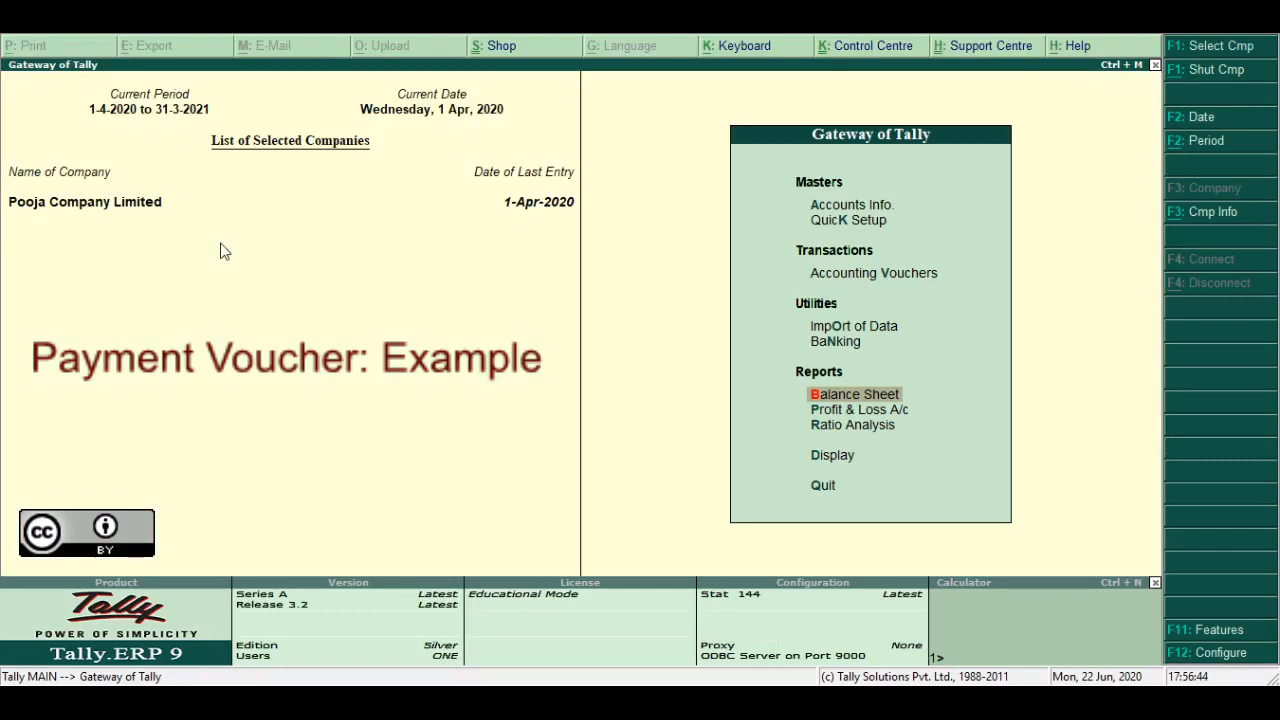 P: Print E: Export M: E-Mail O: Upload S: Shop G: Language K: Keyboard K: Control Centre H: Support Centre H: Help
Gateway of Tally Ctrl + M
Current Period Current Date
1-4-2020 to 31-3-2021 Wednesday, 1 Apr, 2020
List of Selected Companies
Name of Company Date of Last Entry
Pooja Company Limited 1-Apr-2020
Payment Voucher: Example
CC BY
Gateway of Tally
Masters
Accounts Info.
QuicK Setup
Transactions
Accounting Vouchers
Utilities
ImpOrt of Data
BaNking
Reports
Balance Sheet
Profit & Loss A/c
Ratio Analysis
Display
Quit
F1: Select Cmp
F1: Shut Cmp
F2: Date
F2: Period
F3: Company
F3: Cmp Info
F4: Connect
F4: Disconnect
F11: Features
F12: Configure
Product Version License Configuration Calculator Ctrl + N
Tally
POWER OF SIMPLICITY
Tally.ERP 9
Series A Latest
Release 3.2 Latest
Edition Silver
Users ONE
Educational Mode
Stat 144 Latest
Proxy None
ODBC Server on Port 9000
1>
Tally MAIN --> Gateway of Tally (c) Tally Solutions Pvt. Ltd., 1988-2011 Mon, 22 Jun, 2020 17:56:44